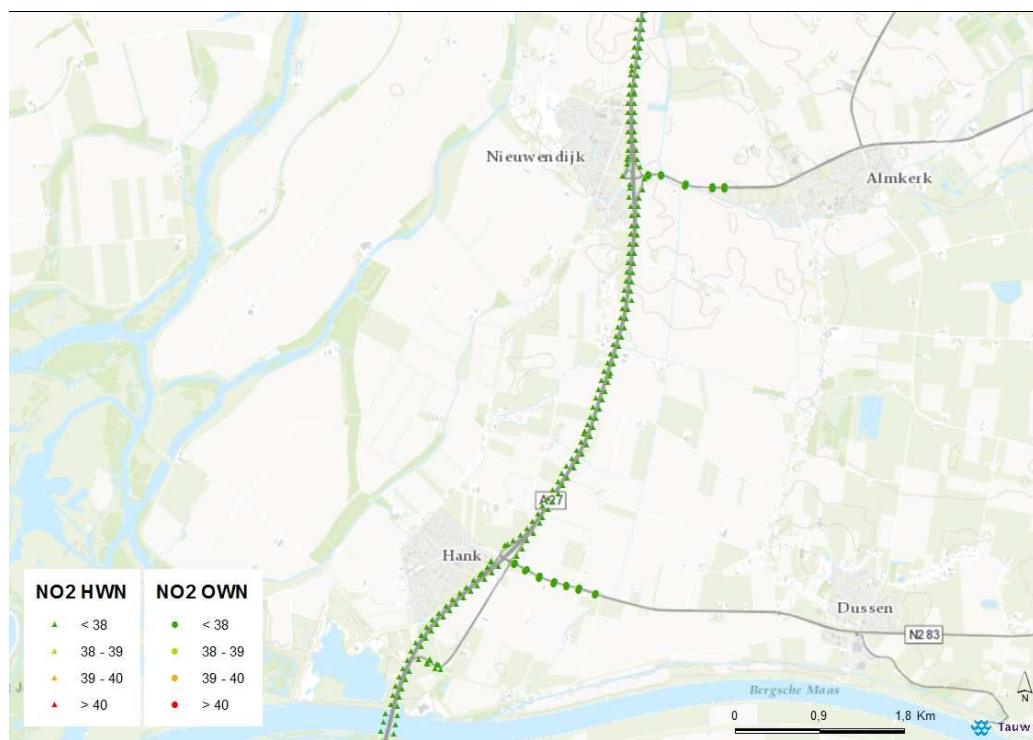 Nieuwendijk
Almkerk
A27
Hank
Dussen
N283
Bergsche Maas
NO2 HWN
< 38
38 - 39
39 - 40
> 40
NO2 OWN
< 38
38 - 39
39 - 40
> 40
0 0,9 1,8 Km
N
Tauw